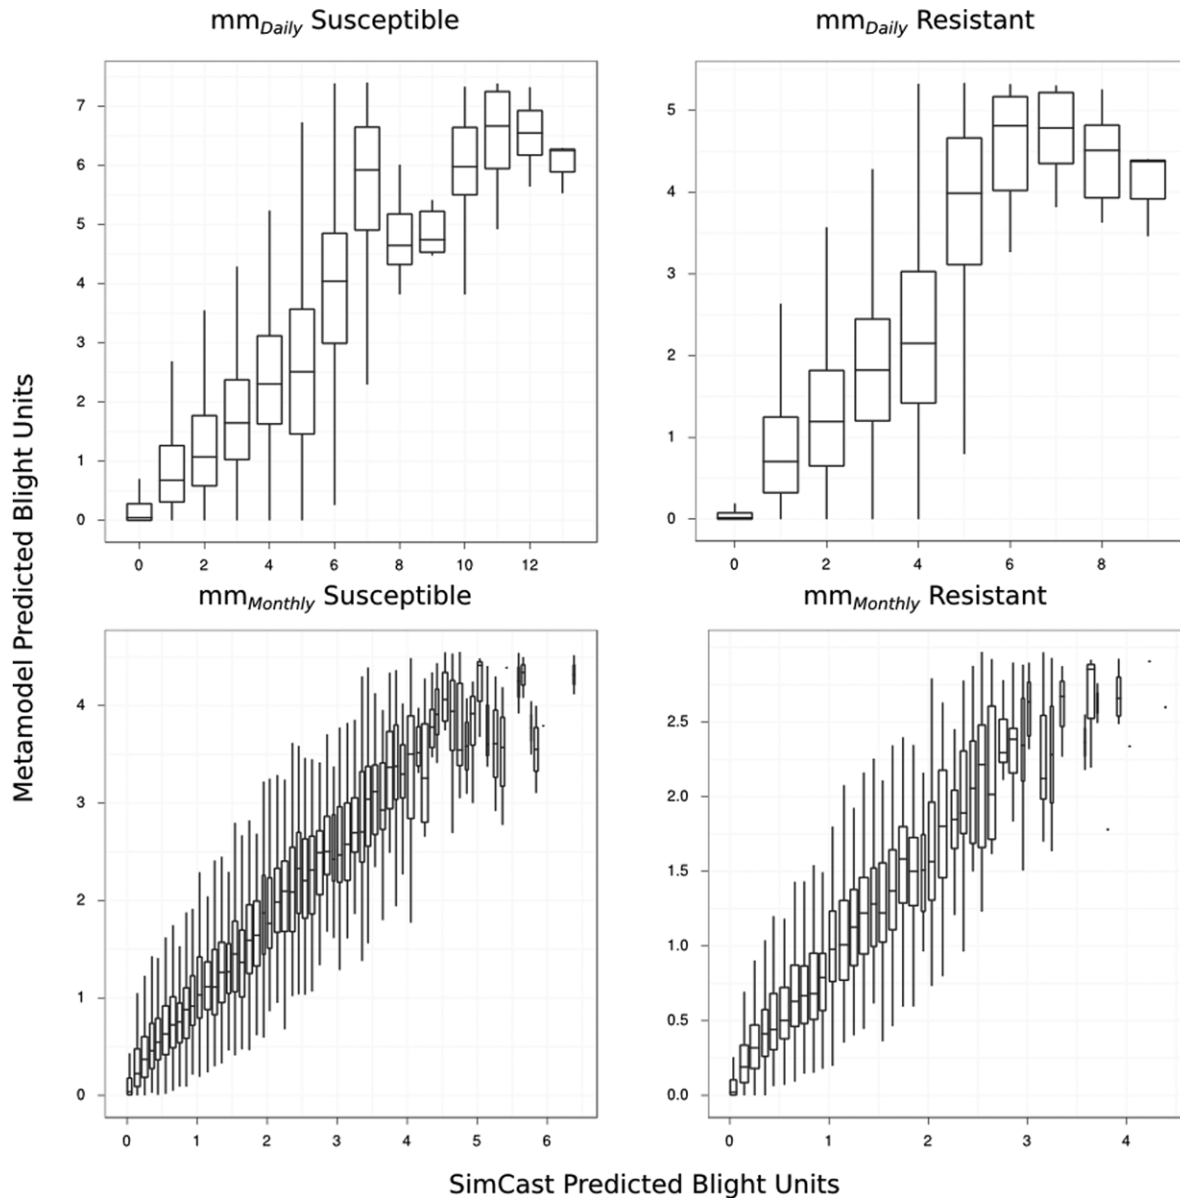 mmDaily Susceptible
mmDaily Resistant
7
6
5
4
3
2
1
0
0 2 4 6 8 10 12
5
4
3
2
1
0
0 2 4 6 8
Metamodel Predicted Blight Units
mmMonthly Susceptible
mmMonthly Resistant
4
3
2
1
0
0 1 2 3 4 5 6
2.5
2.0
1.5
1.0
0.5
0.0
0 1 2 3 4
SimCast Predicted Blight Units